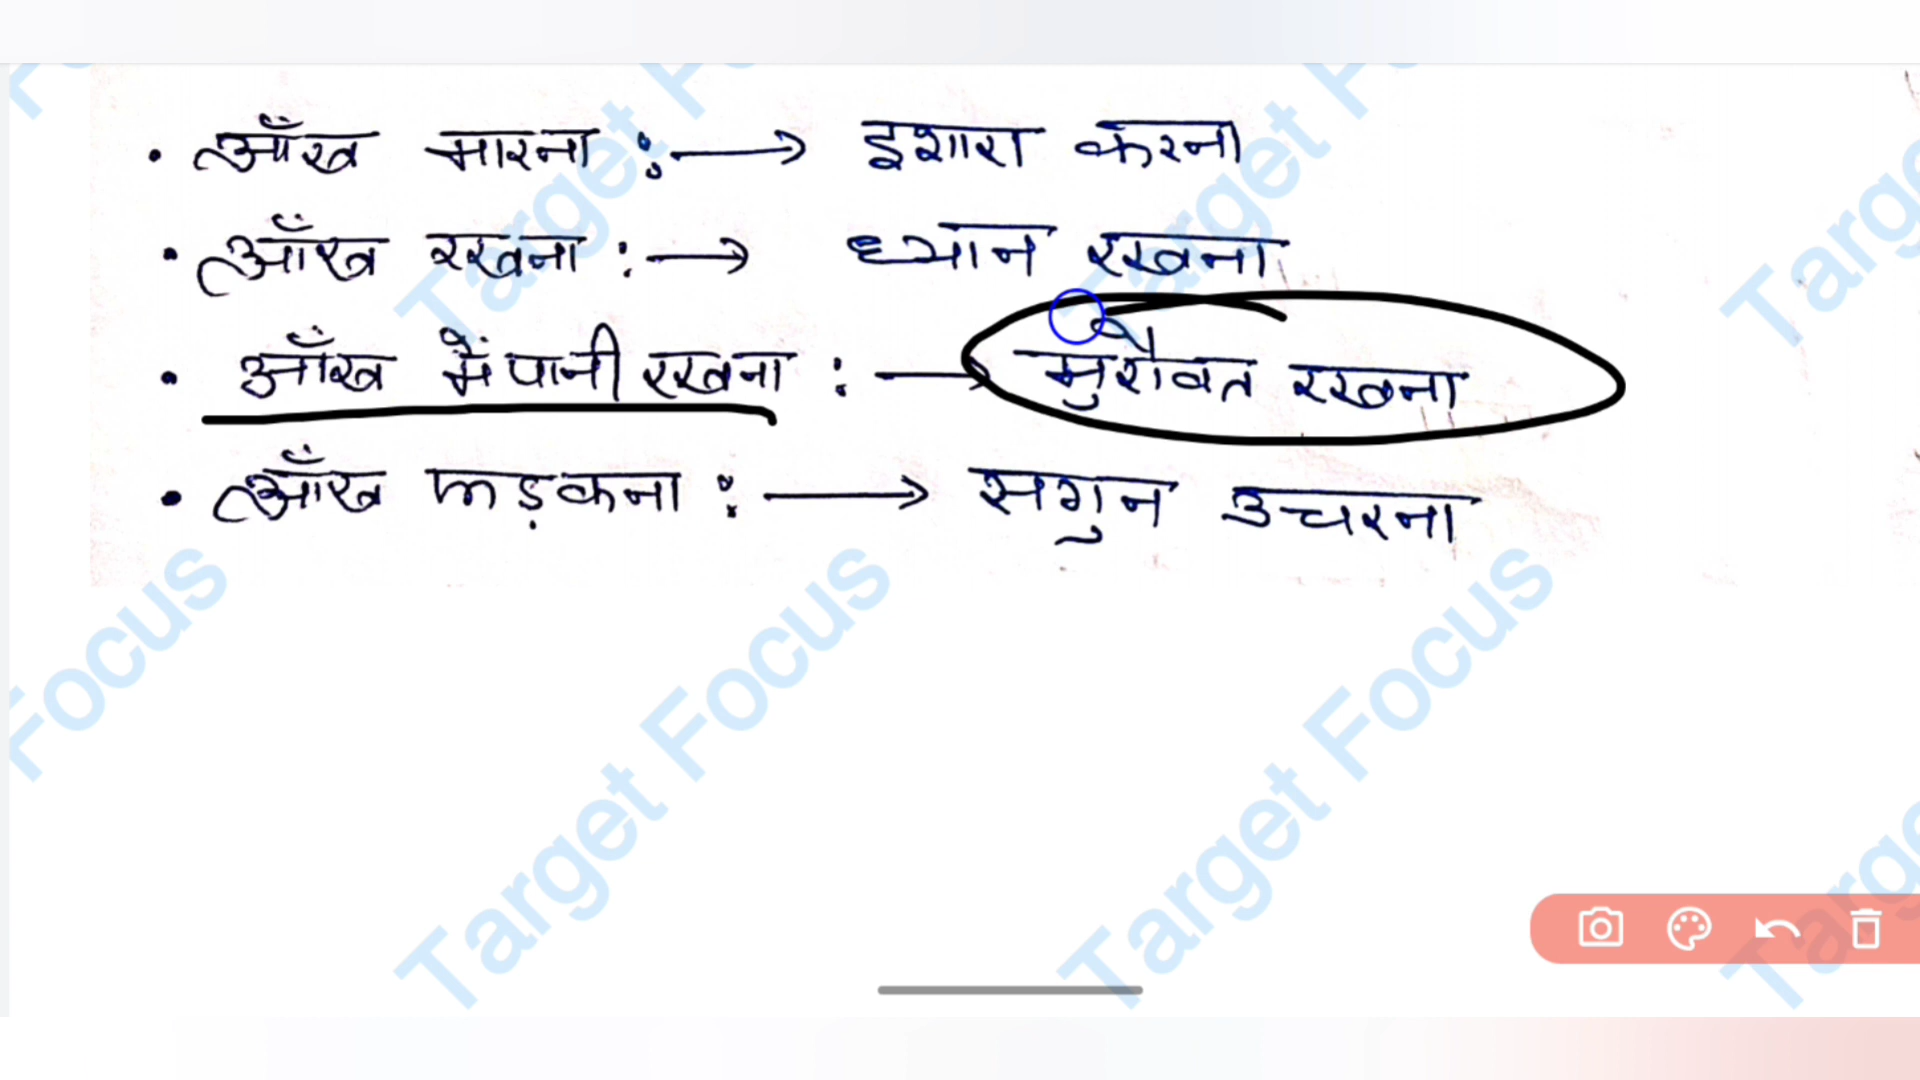 • आँख मारना :→ इशारा करना
• आँख रखना :→ ध्यान रखना
• आँख में पानी रखना :→ मुरौवत रखना
• आँख फड़कना :→ सगुन उचरना
Target Focus